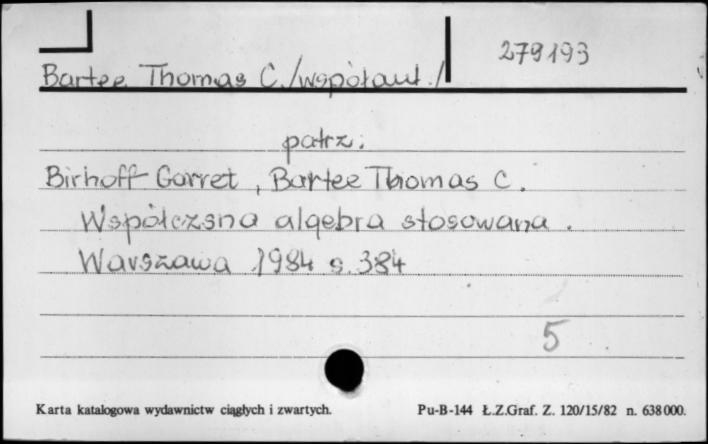 279193
Bartee Thomas C. /współaut./
patrz:
Birhoff Garret, Bartee Thomas C.
Współczsna algebra stosowana.
Warszawa 1984 s. 384
5
Karta katalogowa wydawnictw ciągłych i zwartych. Pu-B-144 Ł.Z.Graf. Z. 120/15/82 n. 638000.